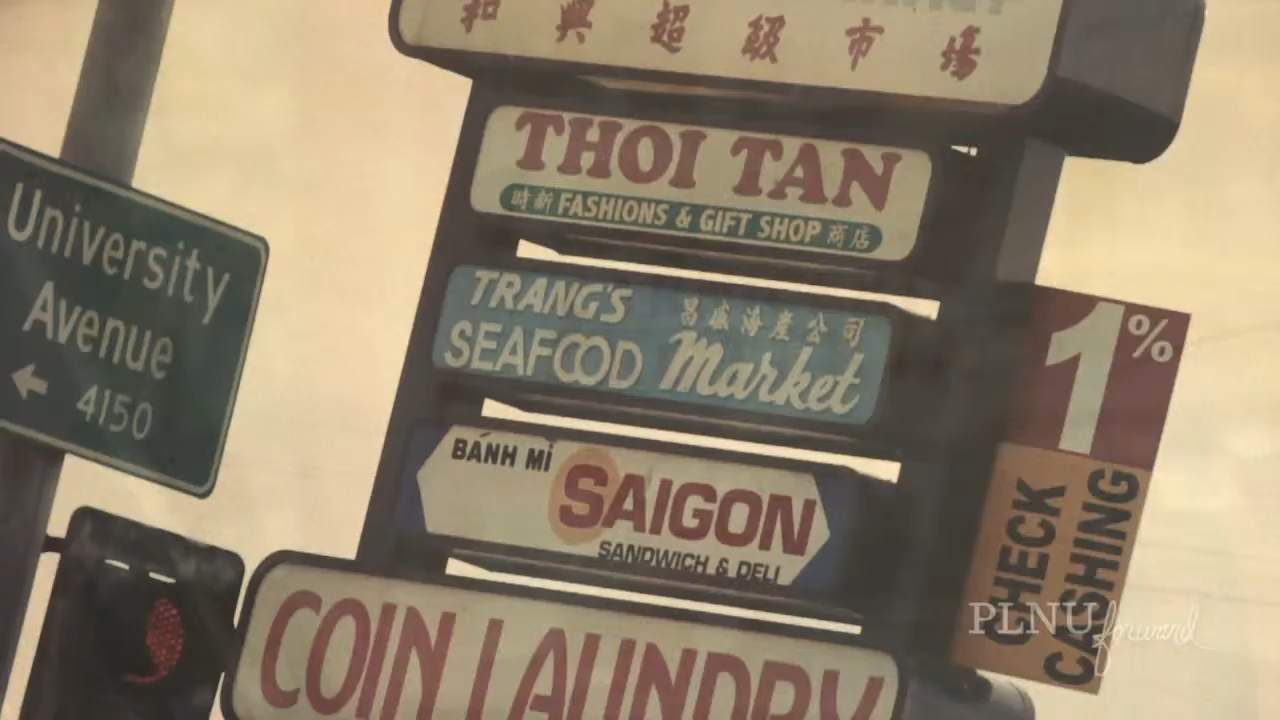 和興超級市場
THOI TAN
時新 FASHIONS & GIFT SHOP 商店
TRANG'S 昌盛海產公司
SEAFOOD Market
BÁNH MÌ
SAIGON
SANDWICH & DELI
COIN LAUNDRY
University
Avenue
← 4150
1%
CHECK
CASHING
PLNU forward